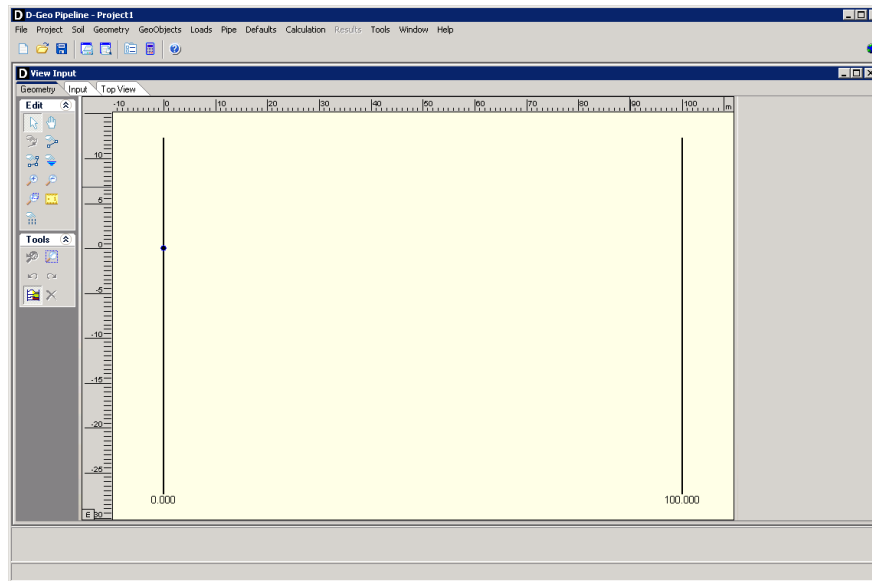 D D-Geo Pipeline - Project1
File Project Soil Geometry GeoObjects Loads Pipe Defaults Calculation Results Tools Window Help
D View Input
Geometry Input Top View
Edit
-10 0 10 20 30 40 50 60 70 80 90 100 m
10
5
0
Tools
-5
-10
-15
-20
-25
0.000 100.000
E 30